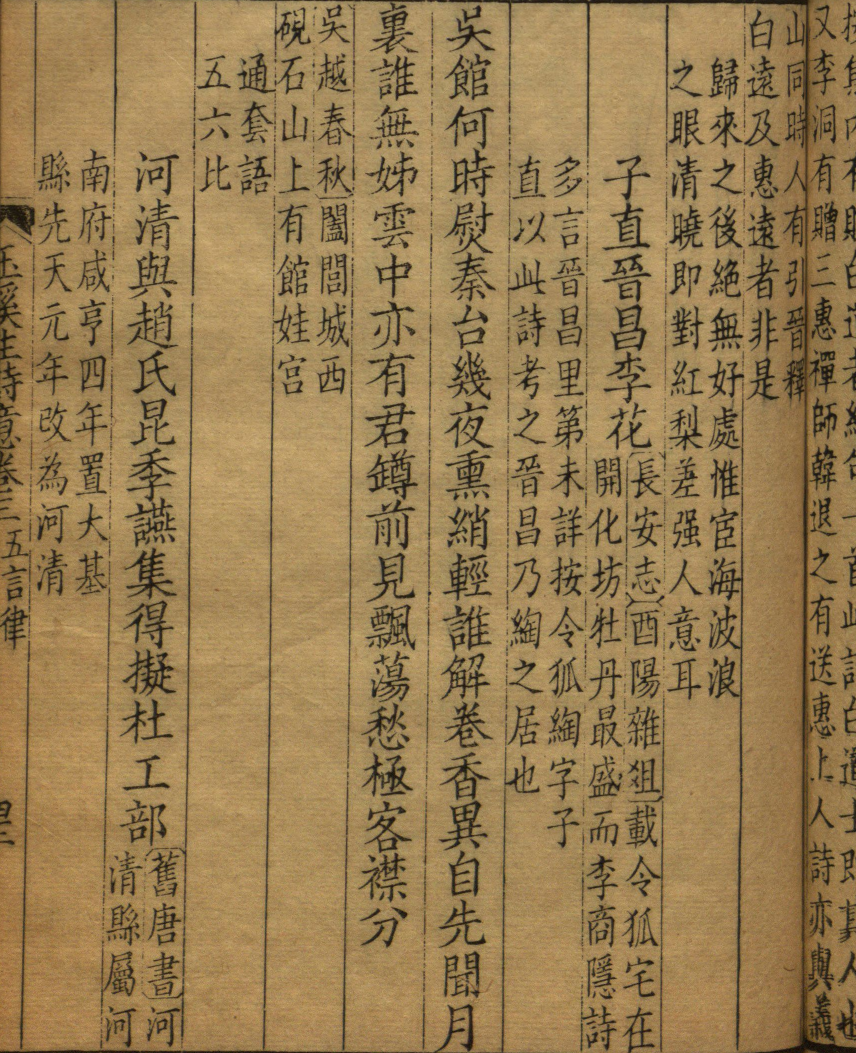 又李洞有贈三惠禪師韓退之有送惠上人詩亦與義
山同時人有引晉釋
白遠及惠遠者非是
歸來之後絕無好處惟宦海波浪
之眼清曉即對紅梨差强人意耳
子直晉昌李花
長安志酉陽雜俎載令狐宅在
開化坊牡丹最盛而李商隱詩
多言晉昌里第未詳按令狐綯字子
直以此詩考之晉昌乃綯之居也
吳館何時熨秦台幾夜熏綃輕誰解卷香異自先聞月
裏誰無姊雲中亦有君鐏前見飄蕩愁極客襟分
吳越春秋闔閭城西
硯石山上有館娃宮
通套語
五六比
河清與趙氏昆季讌集得擬杜工部
舊唐書河
清縣屬河
南府咸亨四年置大基
縣先天元年改為河清
玉溪生詩意卷三 五言律